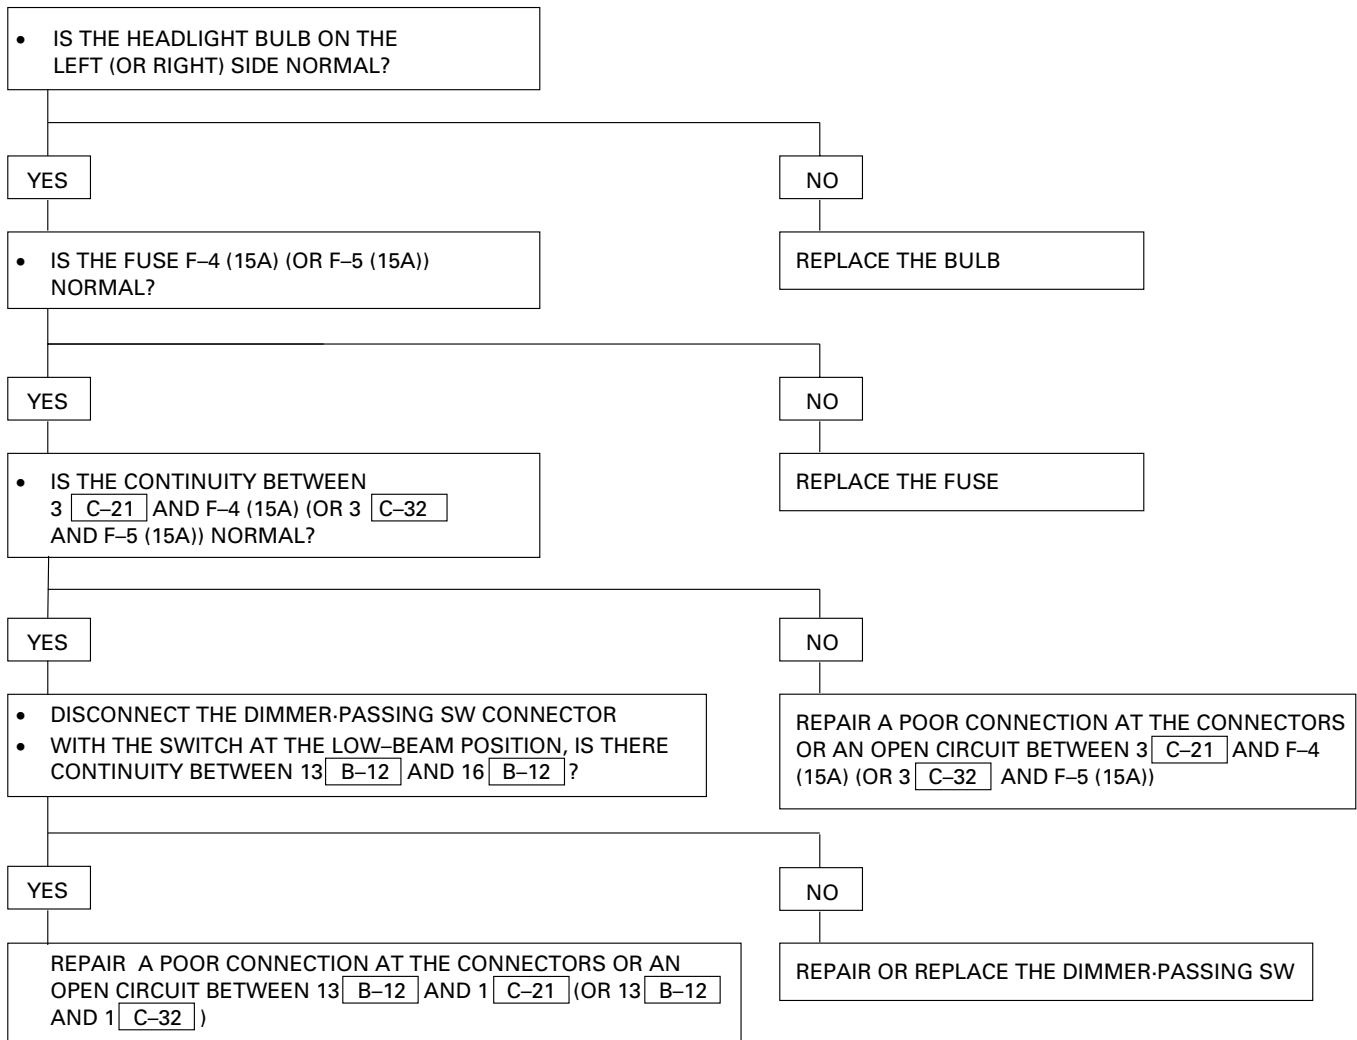 • IS THE HEADLIGHT BULB ON THE
LEFT (OR RIGHT) SIDE NORMAL?
YES
NO
• IS THE FUSE F–4 (15A) (OR F–5 (15A))
NORMAL?
REPLACE THE BULB
YES
NO
• IS THE CONTINUITY BETWEEN
3 C–21 AND F–4 (15A) (OR 3 C–32
AND F–5 (15A)) NORMAL?
REPLACE THE FUSE
YES
NO
• DISCONNECT THE DIMMER·PASSING SW CONNECTOR
• WITH THE SWITCH AT THE LOW–BEAM POSITION, IS THERE
CONTINUITY BETWEEN 13 B–12 AND 16 B–12 ?
REPAIR A POOR CONNECTION AT THE CONNECTORS
OR AN OPEN CIRCUIT BETWEEN 3 C–21 AND F–4
(15A) (OR 3 C–32 AND F–5 (15A))
YES
NO
REPAIR A POOR CONNECTION AT THE CONNECTORS OR AN
OPEN CIRCUIT BETWEEN 13 B–12 AND 1 C–21 (OR 13 B–12
AND 1 C–32 )
REPAIR OR REPLACE THE DIMMER·PASSING SW